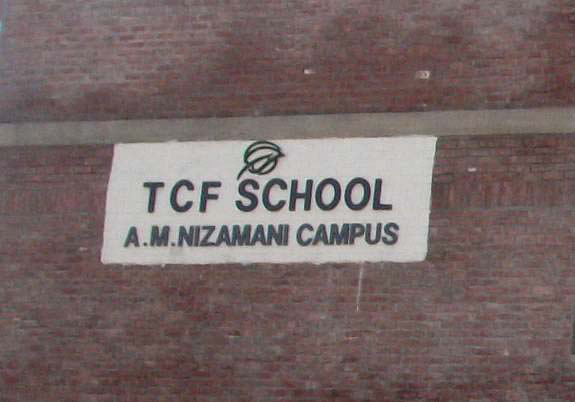 TCF SCHOOL
A.M.NIZAMANI CAMPUS